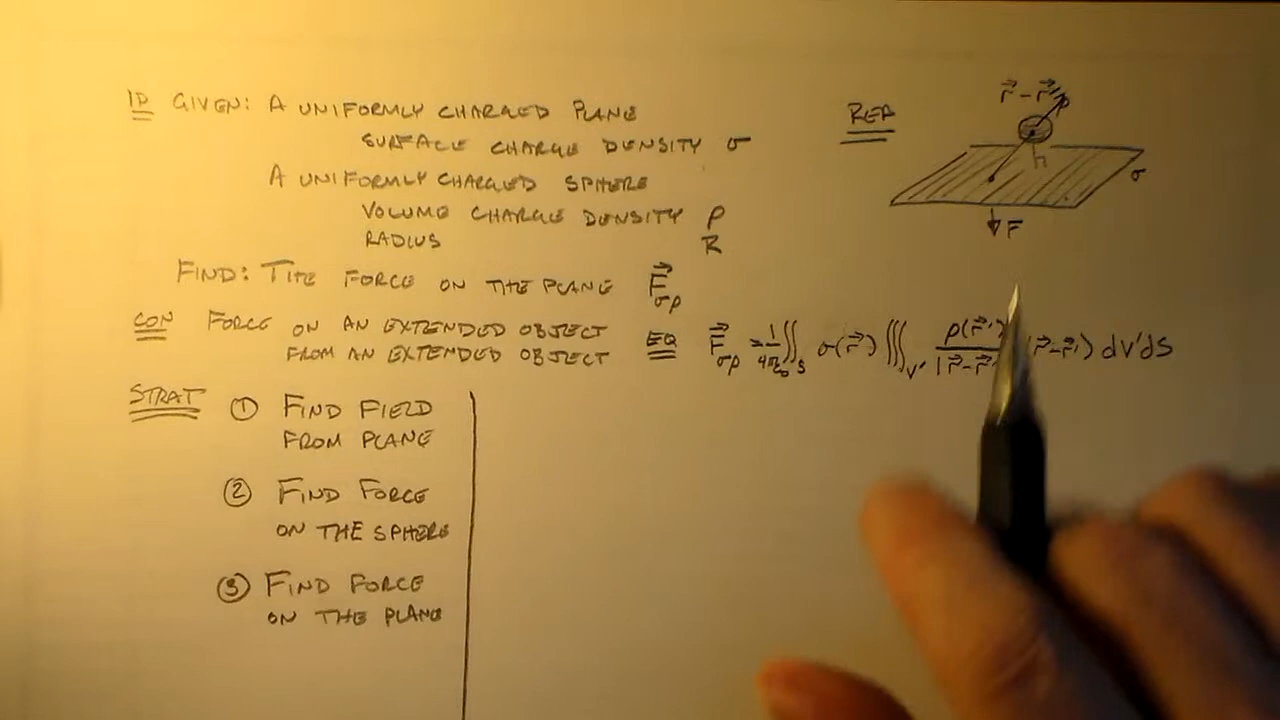 ID GIVEN: A UNIFORMLY CHARGED PLANE
SURFACE CHARGE DENSITY σ
A UNIFORMLY CHARGED SPHERE
VOLUME CHARGE DENSITY ρ
RADIUS R
FIND: THE FORCE ON THE PLANE F⃗σρ
CON FORCE ON AN EXTENDED OBJECT
FROM AN EXTENDED OBJECT
REP
r⃗-r⃗' ρ
h
σ
F
EQ F⃗σρ = 1/4πε₀ ∬S σ(r⃗) ∭V' ρ(r⃗')/|r⃗-r⃗' (r⃗-r⃗') dv'dS
STRAT ① FIND FIELD
FROM PLANE
② FIND FORCE
ON THE SPHERE
③ FIND FORCE
ON THE PLANE